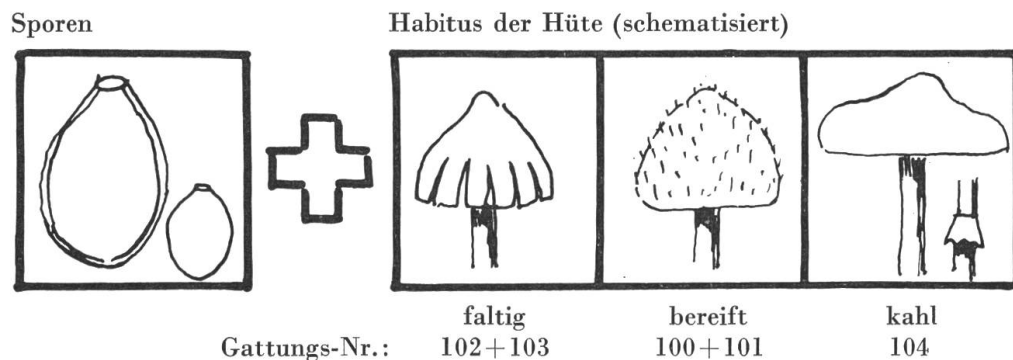 Sporen
Habitus der Hüte (schematisiert)
faltig bereift kahl
Gattungs-Nr.: 102+103 100+101 104